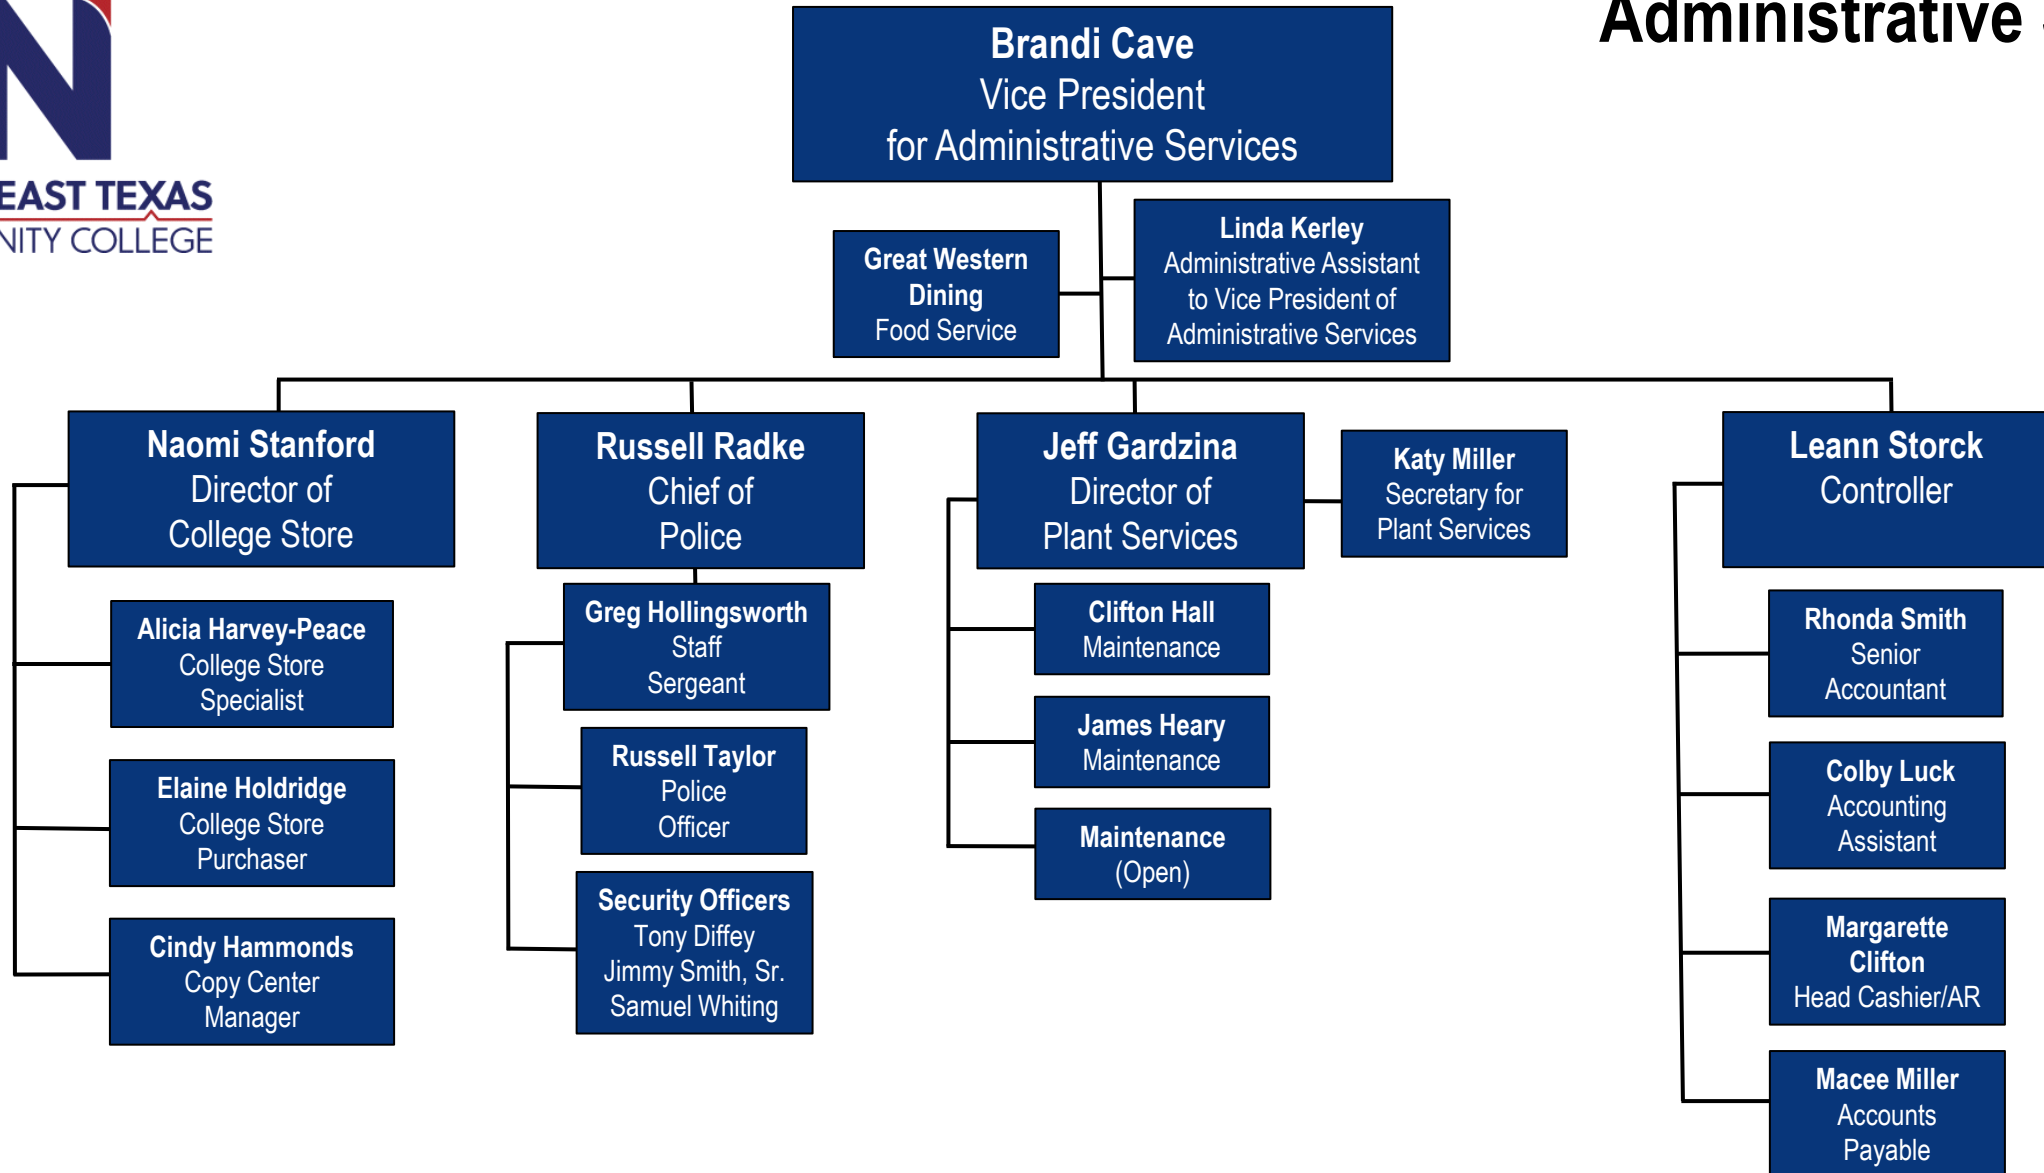 Administrative
EAST TEXAS
NITY COLLEGE
Brandi Cave
Vice President
for Administrative Services
Great Western
Dining
Food Service
Linda Kerley
Administrative Assistant
to Vice President of
Administrative Services
Naomi Stanford
Director of
College Store
Alicia Harvey-Peace
College Store
Specialist
Elaine Holdridge
College Store
Purchaser
Cindy Hammonds
Copy Center
Manager
Russell Radke
Chief of
Police
Greg Hollingsworth
Staff
Sergeant
Russell Taylor
Police
Officer
Security Officers
Tony Diffey
Jimmy Smith, Sr.
Samuel Whiting
Jeff Gardzina
Director of
Plant Services
Katy Miller
Secretary for
Plant Services
Clifton Hall
Maintenance
James Heary
Maintenance
Maintenance
(Open)
Leann Storck
Controller
Rhonda Smith
Senior
Accountant
Colby Luck
Accounting
Assistant
Margarette
Clifton
Head Cashier/AR
Macee Miller
Accounts
Payable